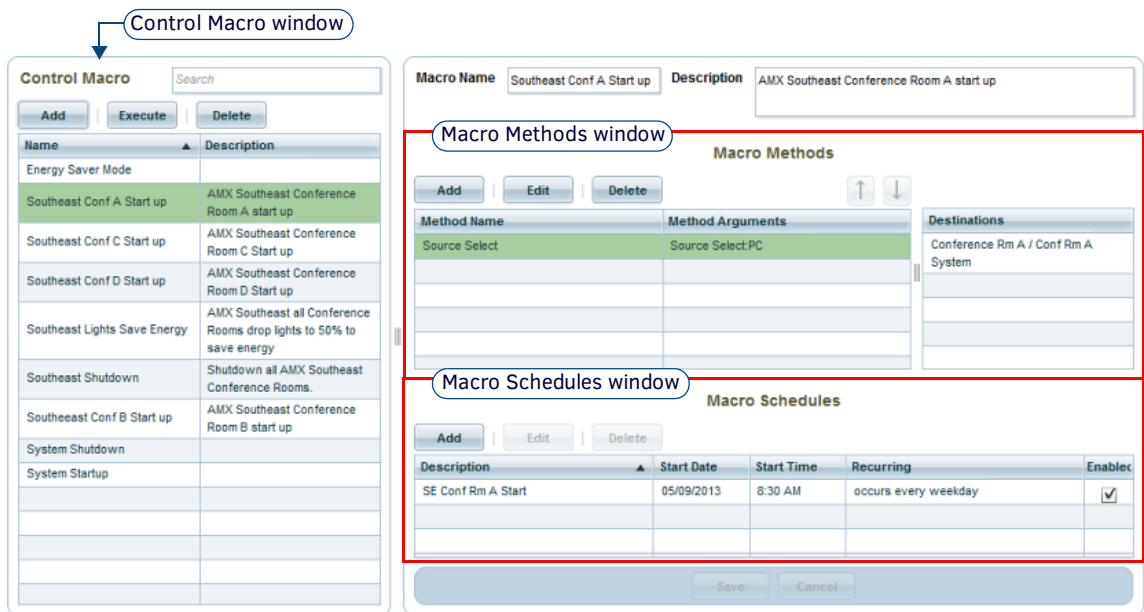 Control Macro window
Control Macro
Search
Add
Execute
Delete
Name
Description
Energy Saver Mode
Southeast Conf A Start up
AMX Southeast Conference
Room A start up
Southeast Conf C Start up
AMX Southeast Conference
Room C Start up
Southeast Conf D Start up
AMX Southeast Conference
Room D Start up
Southeast Lights Save Energy
AMX Southeast all Conference
Rooms drop lights to 50% to
save energy
Southeast Shutdown
Shutdown all AMX Southeast
Conference Rooms.
Southeeast Conf B Start up
AMX Southeast Conference
Room B start up
System Shutdown
System Startup
Macro Name
Southeast Conf A Start up
Description
AMX Southeast Conference Room A start up
Macro Methods window
Macro Methods
Add
Edit
Delete
Method Name
Method Arguments
Destinations
Source Select
Source Select:PC
Conference Rm A / Conf Rm A
System
Macro Schedules window
Macro Schedules
Add
Edit
Delete
Description
Start Date
Start Time
Recurring
Enabled
SE Conf Rm A Start
05/09/2013
8:30 AM
occurs every weekday
Save
Cancel